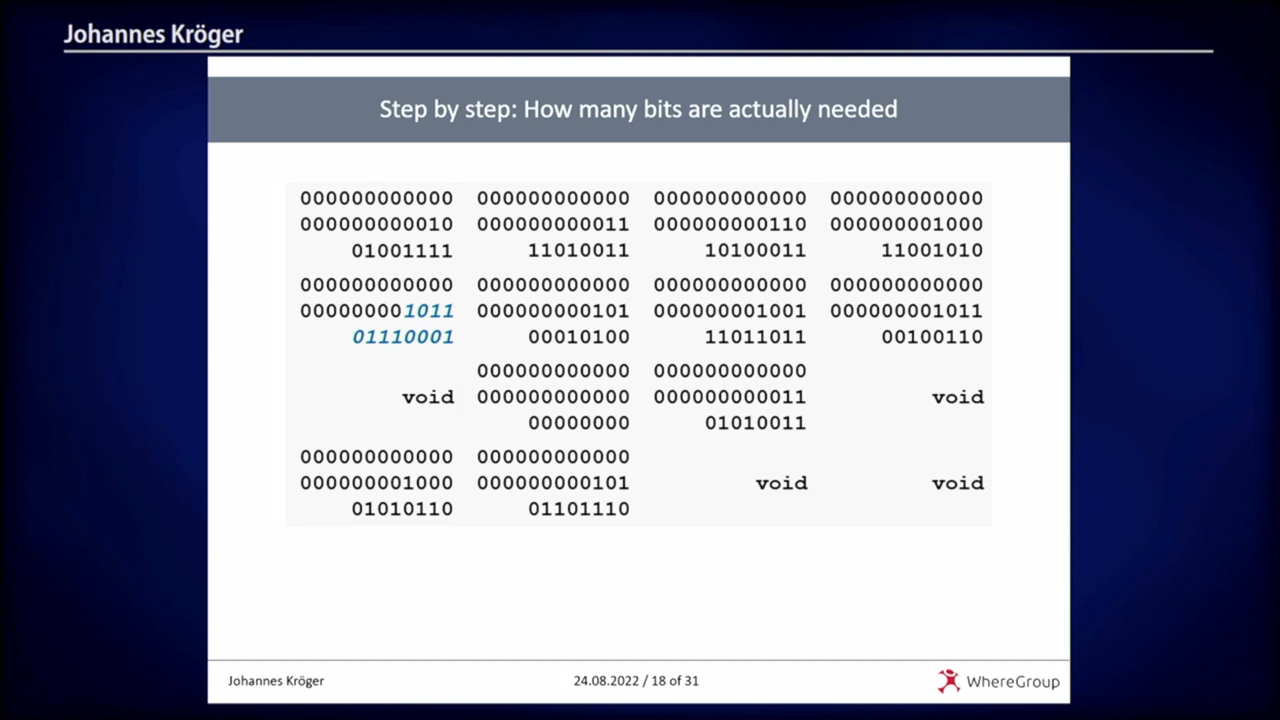 Johannes Kröger
Step by step: How many bits are actually needed
000000000000 000000000000 000000000000 000000000000
000000000010 000000000011 000000000110 000000001000
01001111 11010011 10100011 11001010
000000000000 000000000000 000000000000 000000000000
000000001011 000000000101 000000001001 000000001011
01110001 00010100 11011011 00100110
000000000000 000000000000
void 000000000000 000000000011 void
00000000 01010011
000000000000 000000000000
000000001000 000000000101 void void
01010110 01101110
Johannes Kröger 24.08.2022 / 18 of 31 WhereGroup